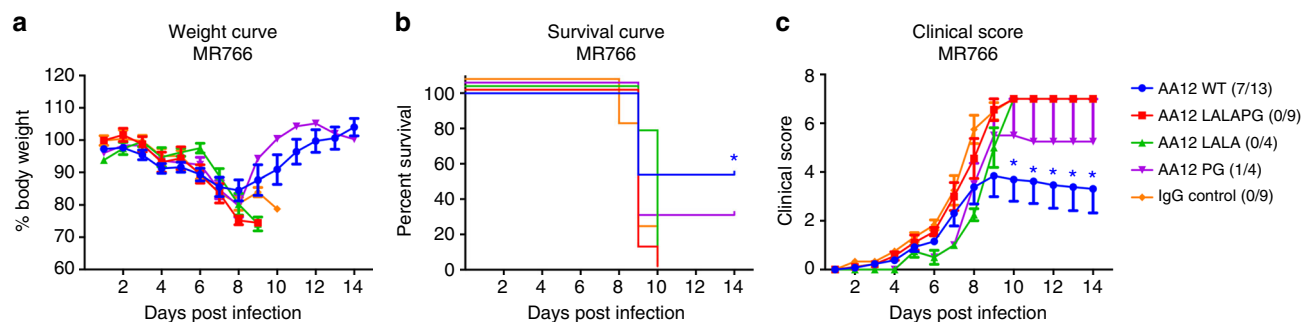 a
Weight curve
MR766
% body weight
120
110
100
90
80
70
60
2 4 6 8 10 12 14
Days post infection
b
Survival curve
MR766
Percent survival
100
80
60
40
20
0
*
2 4 6 8 10 12 14
Days post infection
c
Clinical score
MR766
Clinical score
8
6
4
2
0
* * * * *
2 4 6 8 10 12 14
Days post infection
AA12 WT (7/13)
AA12 LALAPG (0/9)
AA12 LALA (0/4)
AA12 PG (1/4)
IgG control (0/9)